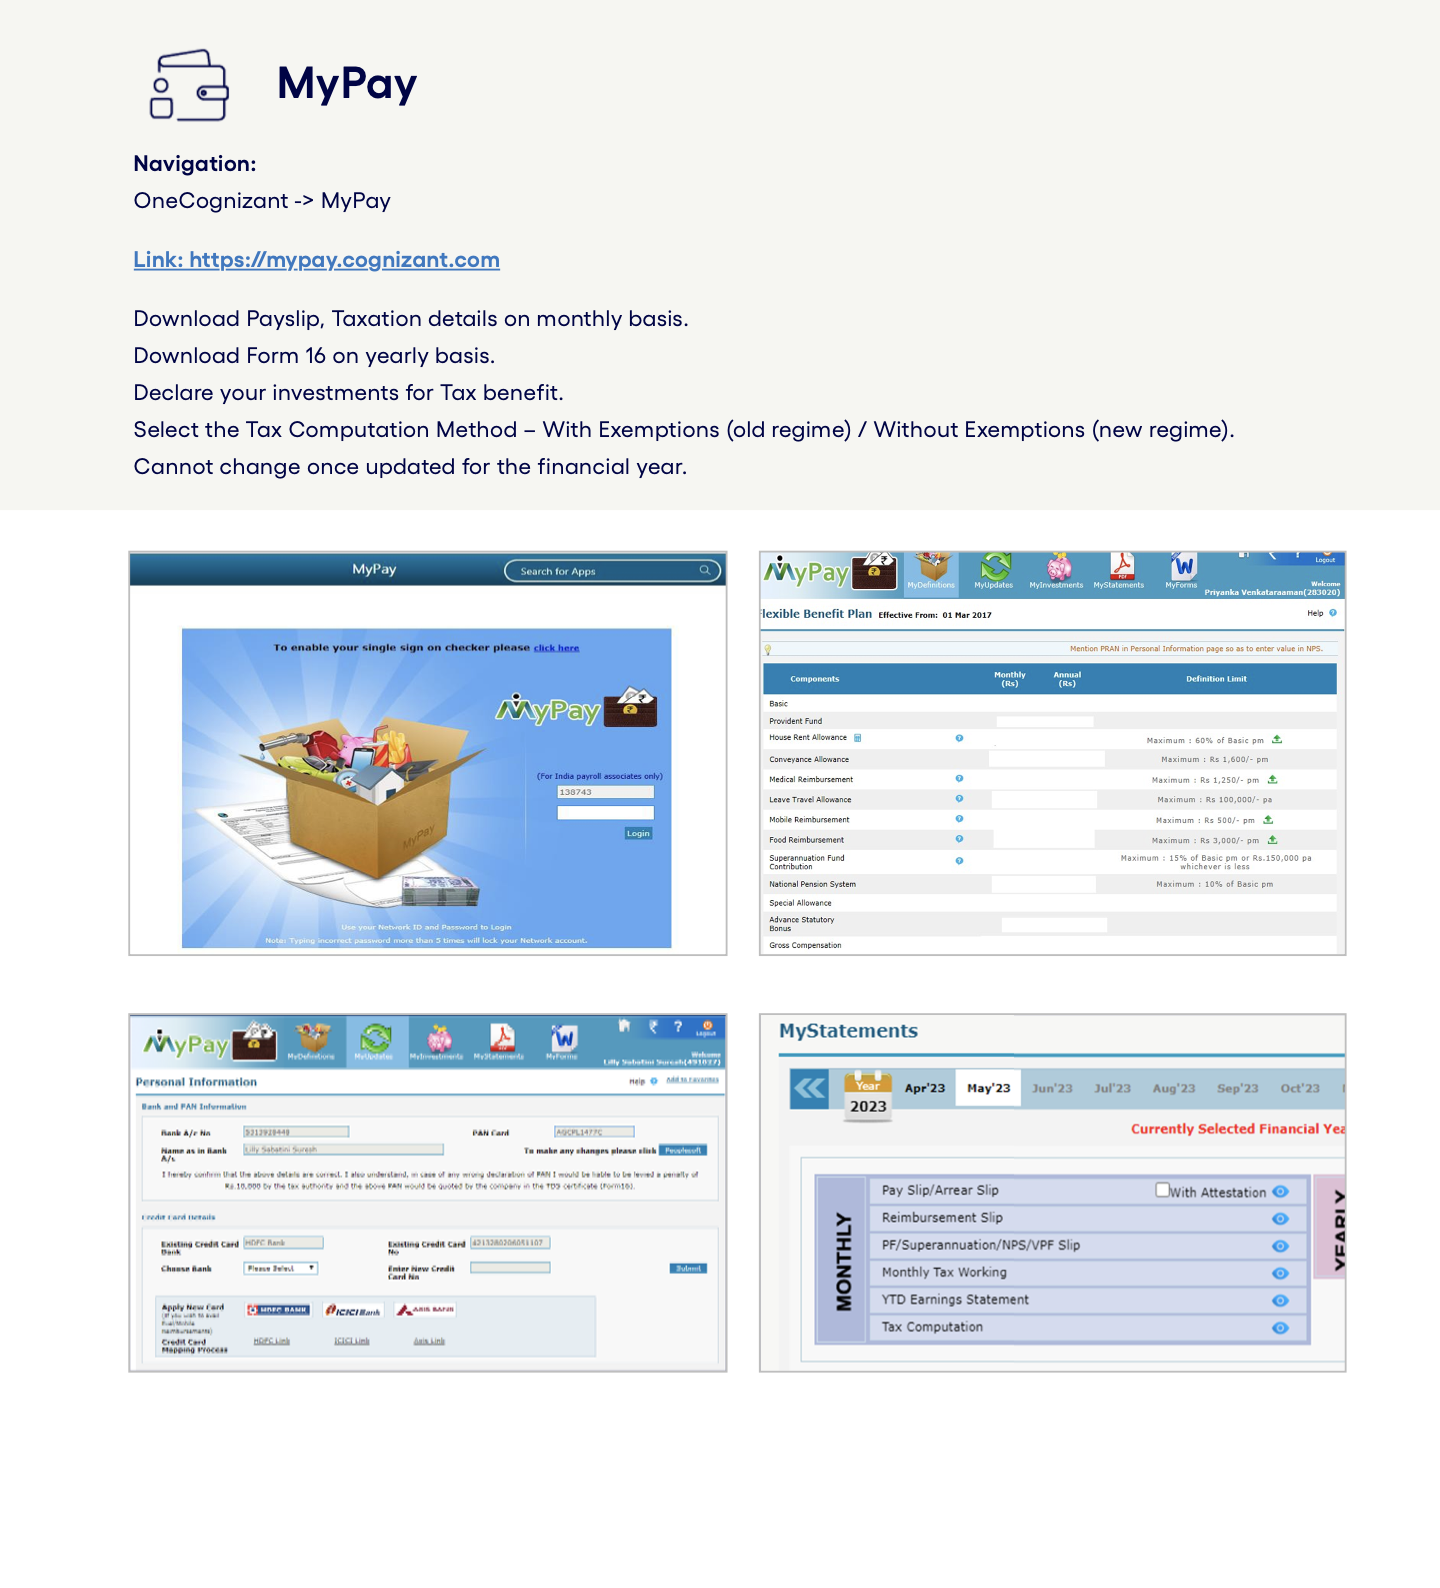 MyPay
Navigation:
OneCognizant -> MyPay
Link: https://mypay.cognizant.com
Download Payslip, Taxation details on monthly basis.
Download Form 16 on yearly basis.
Declare your investments for Tax benefit.
Select the Tax Computation Method – With Exemptions (old regime) / Without Exemptions (new regime).
Cannot change once updated for the financial year.
MyPay
Search for Apps
To enable your single sign on checker please click here
MyPay
(For India payroll associates only)
138743
Login
MyPay
Use your Network ID and Password to Login
Note: Typing incorrect password more than 5 times will lock your Network account.
MyPay
MyDefinitions MyUpdates MyInvestments MyStatements MyForms
Logout
Welcome
Priyanka Venkataraaman(283020)
lexible Benefit Plan Effective From: 01 Mar 2017
Help
Mention PRAN in Personal Information page so as to enter value in NPS.
Components Monthly (Rs) Annual (Rs) Definition Limit
Basic
Provident Fund
House Rent Allowance Maximum : 60% of Basic pm
Conveyance Allowance Maximum : Rs 1,600/- pm
Medical Reimbursement Maximum : Rs 1,250/- pm
Leave Travel Allowance Maximum : Rs 100,000/- pa
Mobile Reimbursement Maximum : Rs 500/- pm
Food Reimbursement Maximum : Rs 3,000/- pm
Superannuation Fund Contribution Maximum : 15% of Basic pm or Rs.150,000 pa
whichever is less
National Pension System Maximum : 10% of Basic pm
Special Allowance
Advance Statutory
Bonus
Gross Compensation
MyPay
MyDefinitions MyUpdates MyInvestments MyStatements MyForms
Logout
Welcome
Personal Information
Help Add to Favorites
Bank and PAN Information
Bank A/c No PAN Card
Name as in Bank A/c Lilly Sabatini Suresh To make any changes please click Peoplesoft
I hereby confirm that the above details are correct. I also understand, in case of any wrong declaration of PAN I would be liable to be levied a penalty of
Rs.10,000 by the tax authority and the above PAN would be quoted by the company in the TDS certificate (Form16).
Credit Card Details
Existing Credit Card Bank HDFC Bank Existing Credit Card No
Choose Bank Please Select Enter New Credit Card No Submit
Apply New Card HDFC BANK ICICI Bank AXIS BANK
(If you wish to avail
Fuel/Mobile
reimbursements)
Credit Card
Mapping Process HDFC Link ICICI Link Axis Link
MyStatements
Year
2023
Apr'23 May'23 Jun'23 Jul'23 Aug'23 Sep'23 Oct'23
Currently Selected Financial Yea
MONTHLY
Pay Slip/Arrear Slip With Attestation
Reimbursement Slip
PF/Superannuation/NPS/VPF Slip
Monthly Tax Working
YTD Earnings Statement
Tax Computation
YEARLY